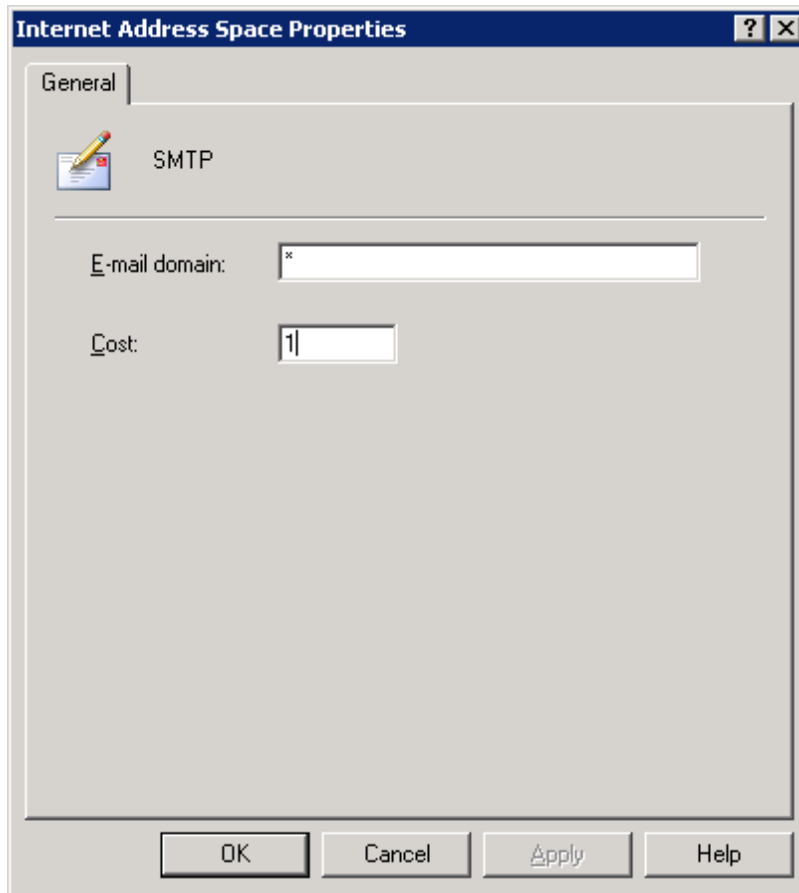 Internet Address Space Properties
General
SMTP
E-mail domain: *
Cost: 1
OK Cancel Apply Help